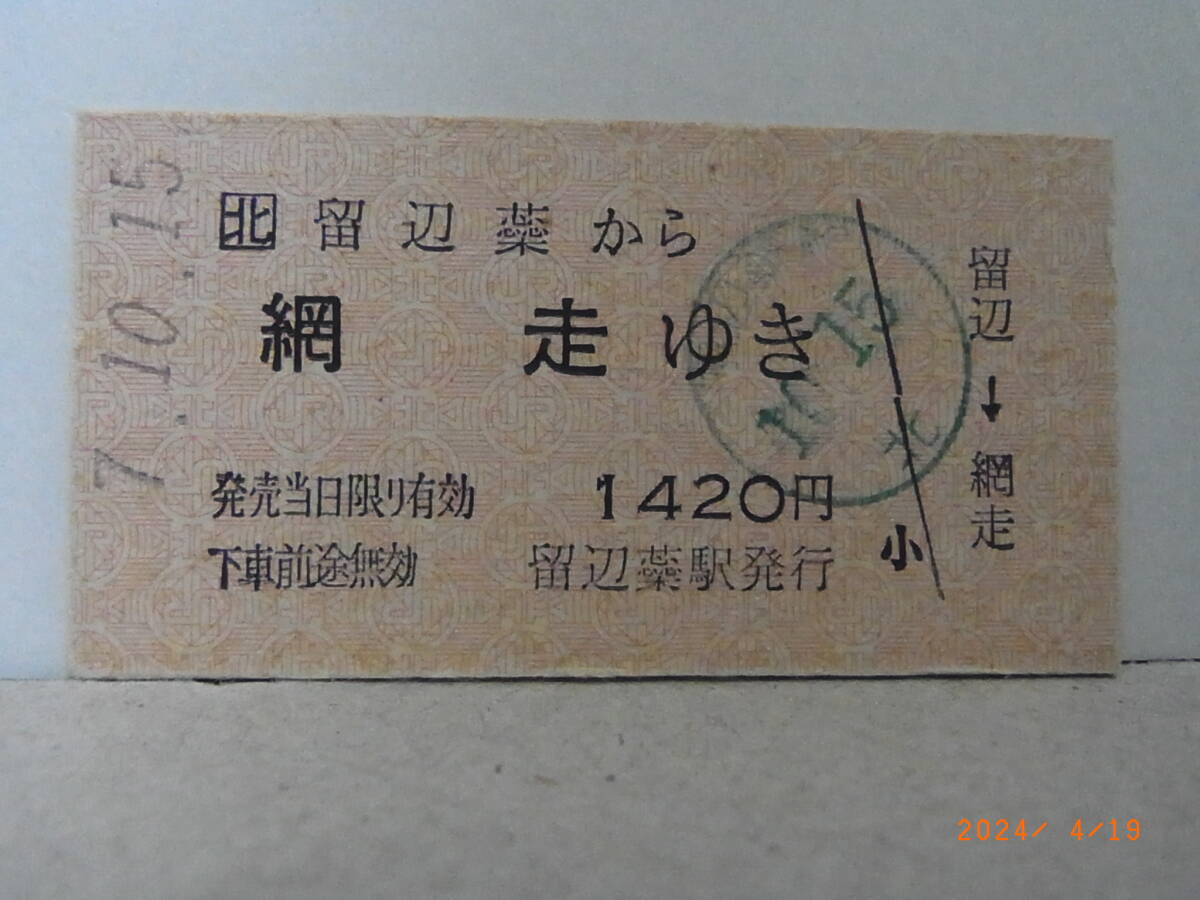 7.10.15
北 留辺蘂から
網走ゆき
発売当日限り有効 1420円
下車前途無効 留辺蘂駅発行
小
留辺→網走
15
北
2024/ 4/19